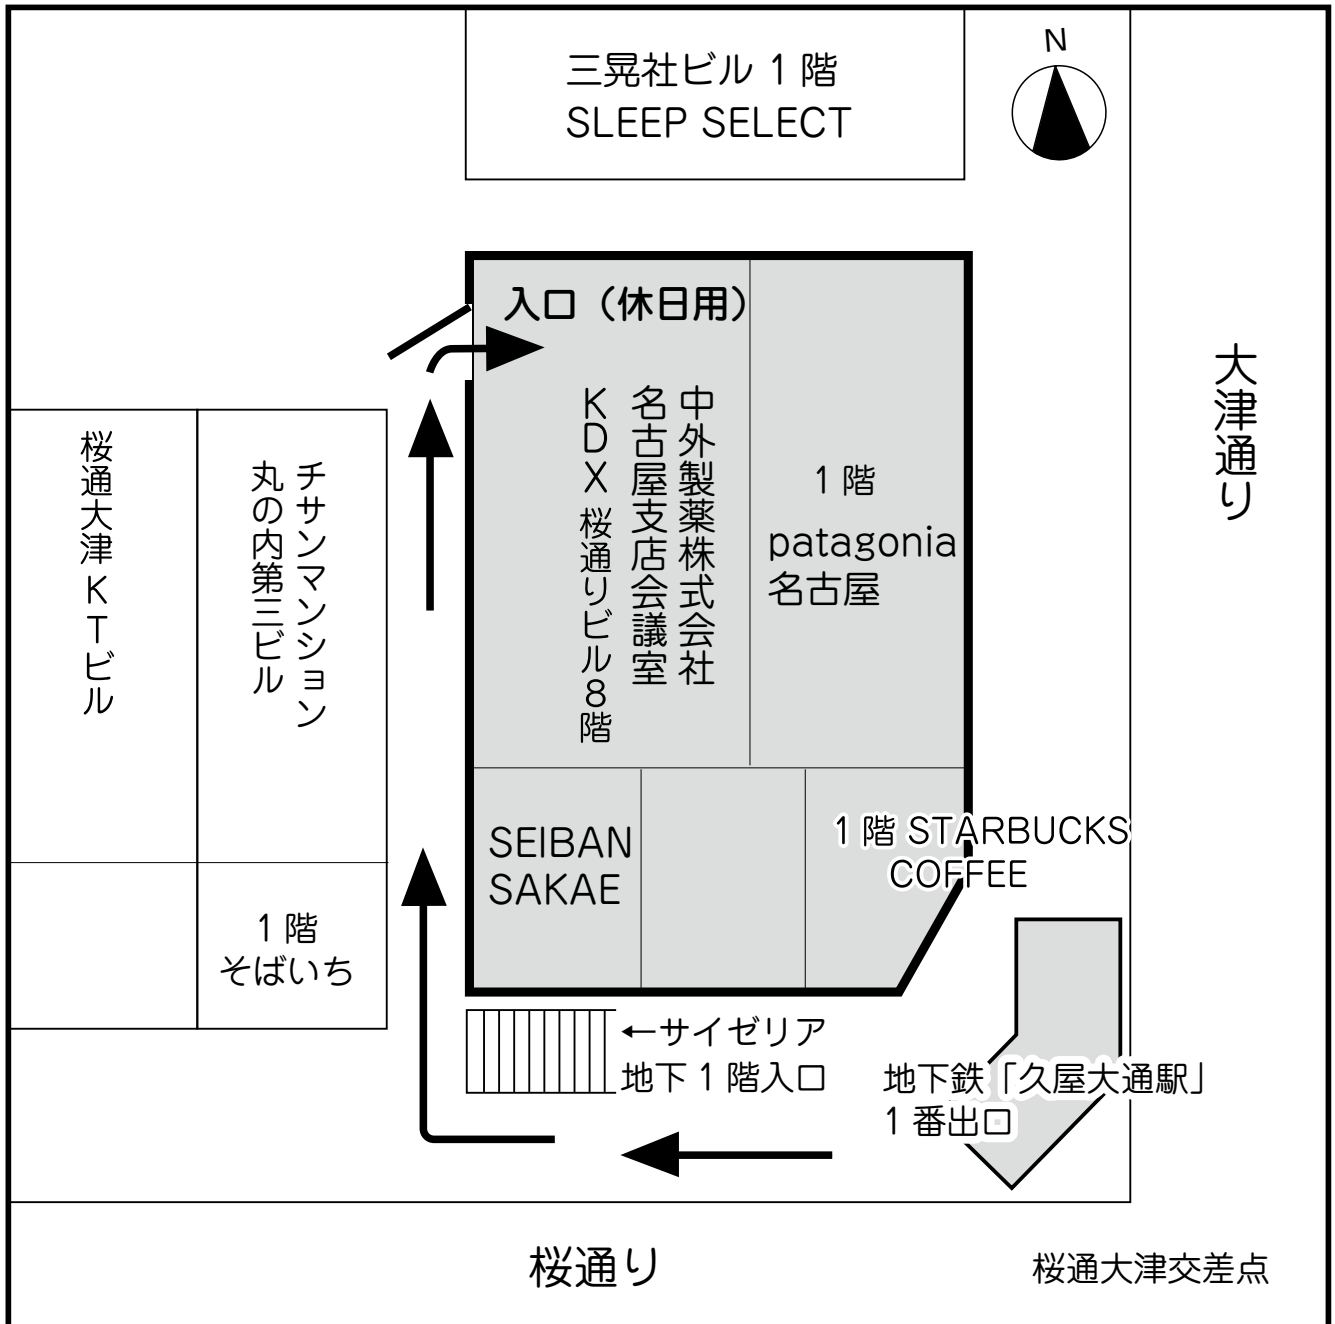 三晃社ビル 1 階
SLEEP SELECT
N
入口（休日用）
中外製薬株式会社
名古屋支店会議室
KDX 桜通りビル8階
1 階
patagonia
名古屋
大津通り
桜通大津 KTビル
チサンマンション
丸の内第三ビル
SEIBAN
SAKAE
1 階 STARBUCKS
COFFEE
1 階
そばいち
←サイゼリア
地下 1 階入口
地下鉄「久屋大通駅」
1 番出口
桜通り
桜通大津交差点